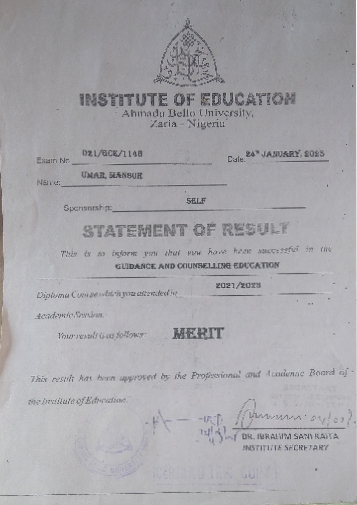 INSTITUTE OF EDUCATION
Ahmadu Bello University,
Zaria - Nigeria
Exam No 021/GCE/1148 Date: 24th JANUARY, 2025
Name: UMAR, MANSUR
Sponsorship: SELF
STATEMENT OF RESULT
This is to inform you that you have been successful in the
GUIDANCE AND COUNSELLING EDUCATION
Diploma Course which you attended in 2021/2023
Academic Session.
Your result is as follows: MERIT
This result has been approved by the Professional and Academic Board of
the Institute of Education.
DR. IBRAHIM SANI
INSTITUTE SECRETARY